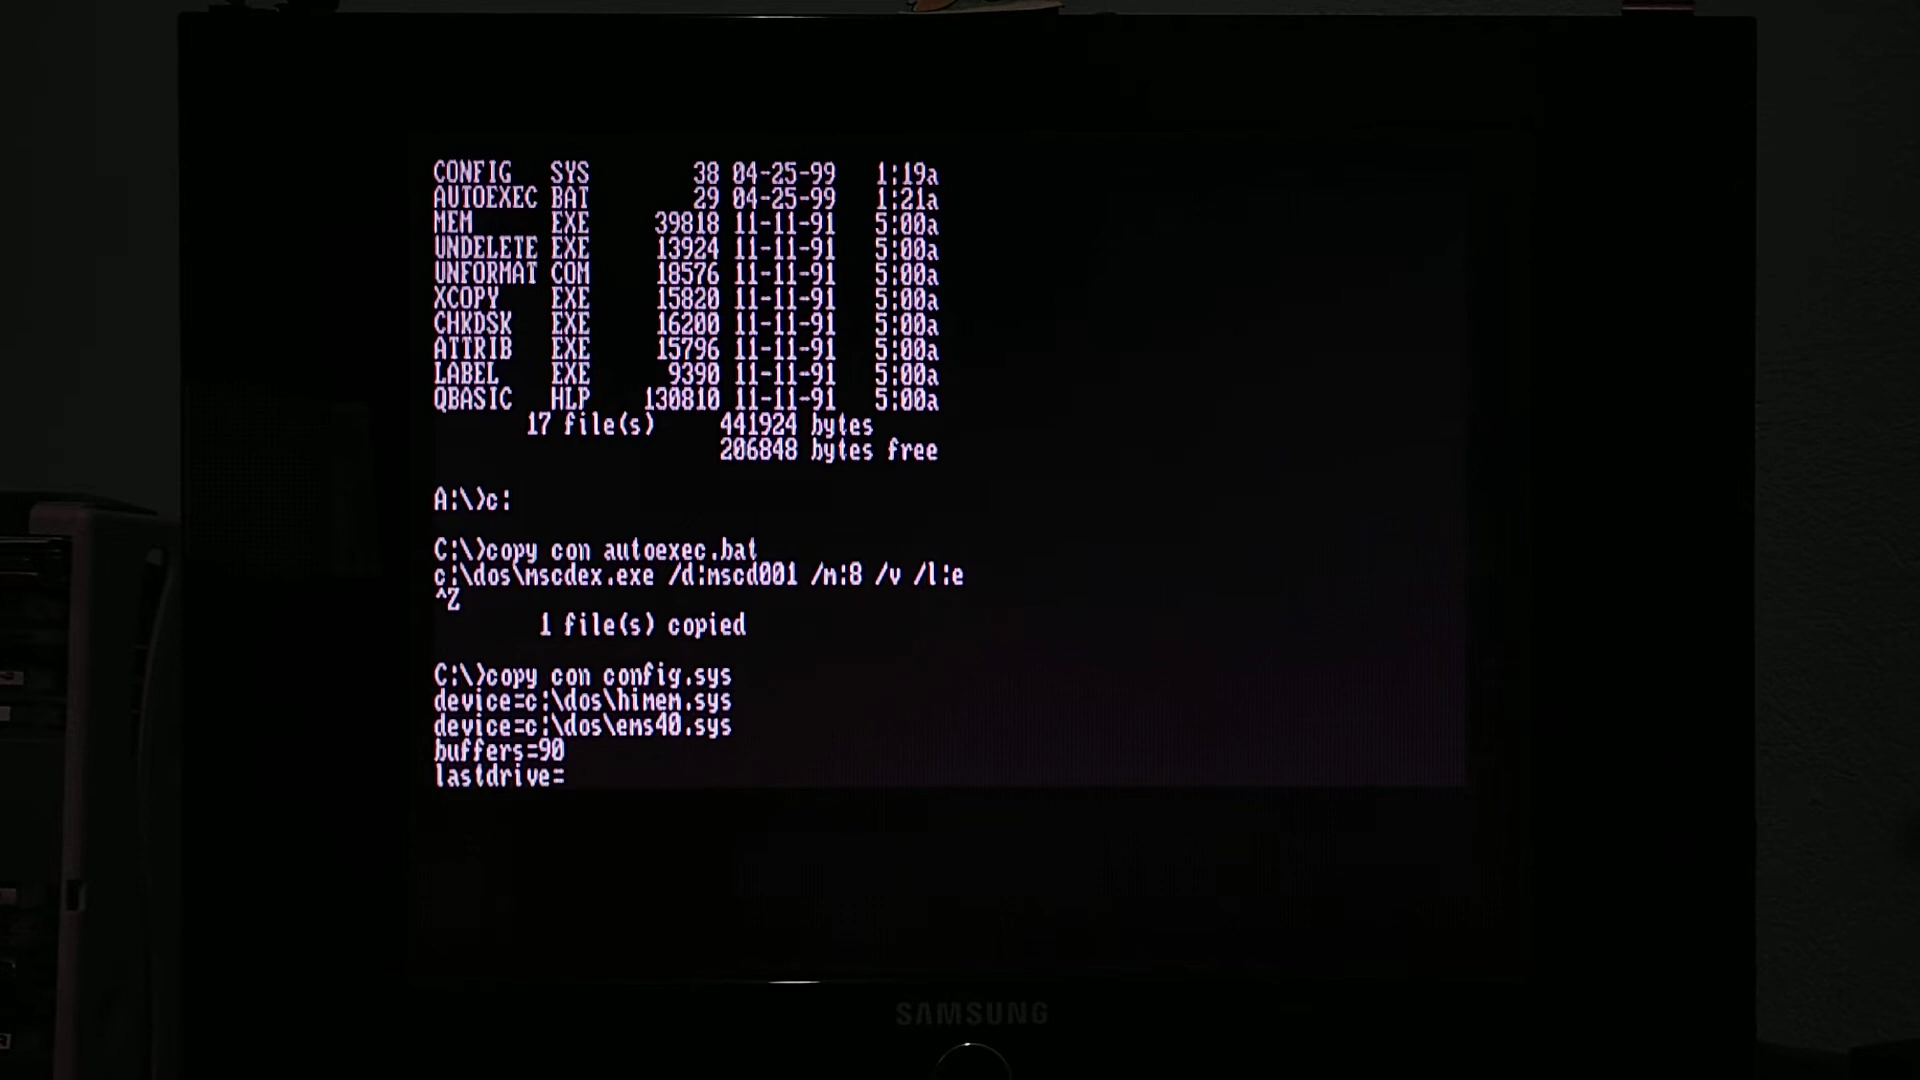 CONFIG   SYS        38 04-25-99   1:19a
AUTOEXEC BAT        29 04-25-99   1:21a
MEM      EXE     39818 11-11-91   5:00a
UNDELETE EXE     13924 11-11-91   5:00a
UNFORMAT COM     18576 11-11-91   5:00a
XCOPY    EXE     15820 11-11-91   5:00a
CHKDSK   EXE     16200 11-11-91   5:00a
ATTRIB   EXE     15796 11-11-91   5:00a
LABEL    EXE      9390 11-11-91   5:00a
QBASIC   HLP    130810 11-11-91   5:00a
17 file(s)     441924 bytes
206848 bytes free
A:\>c:
C:\>copy con autoexec.bat
c:\dos\mscdex.exe /d:mscd001 /m:8 /v /l:e
^Z
1 file(s) copied
C:\>copy con config.sys
device=c:\dos\himem.sys
device=c:\dos\ems40.sys
buffers=90
lastdrive=
SAMSUNG